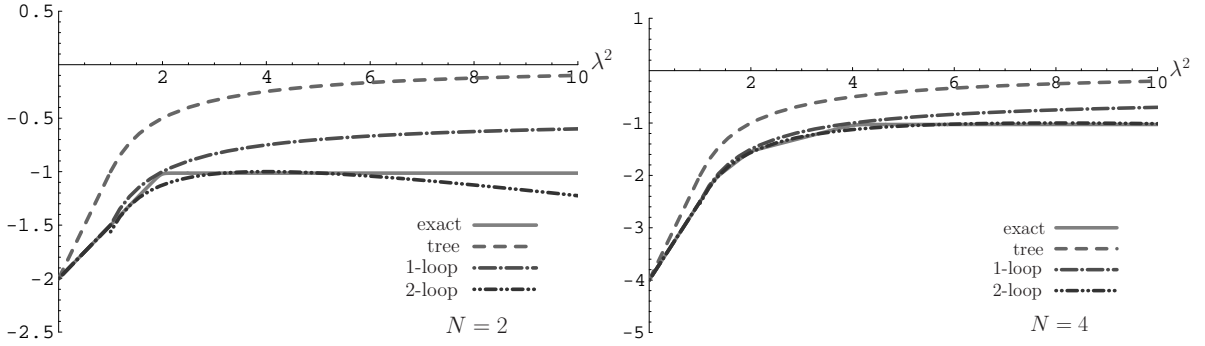 0.5
λ²
2 4 6 8 10
-0.5
-1
-1.5
-2
-2.5
exact
tree
1-loop
2-loop
N = 2
1
λ²
2 4 6 8 10
-1
-2
-3
-4
-5
exact
tree
1-loop
2-loop
N = 4